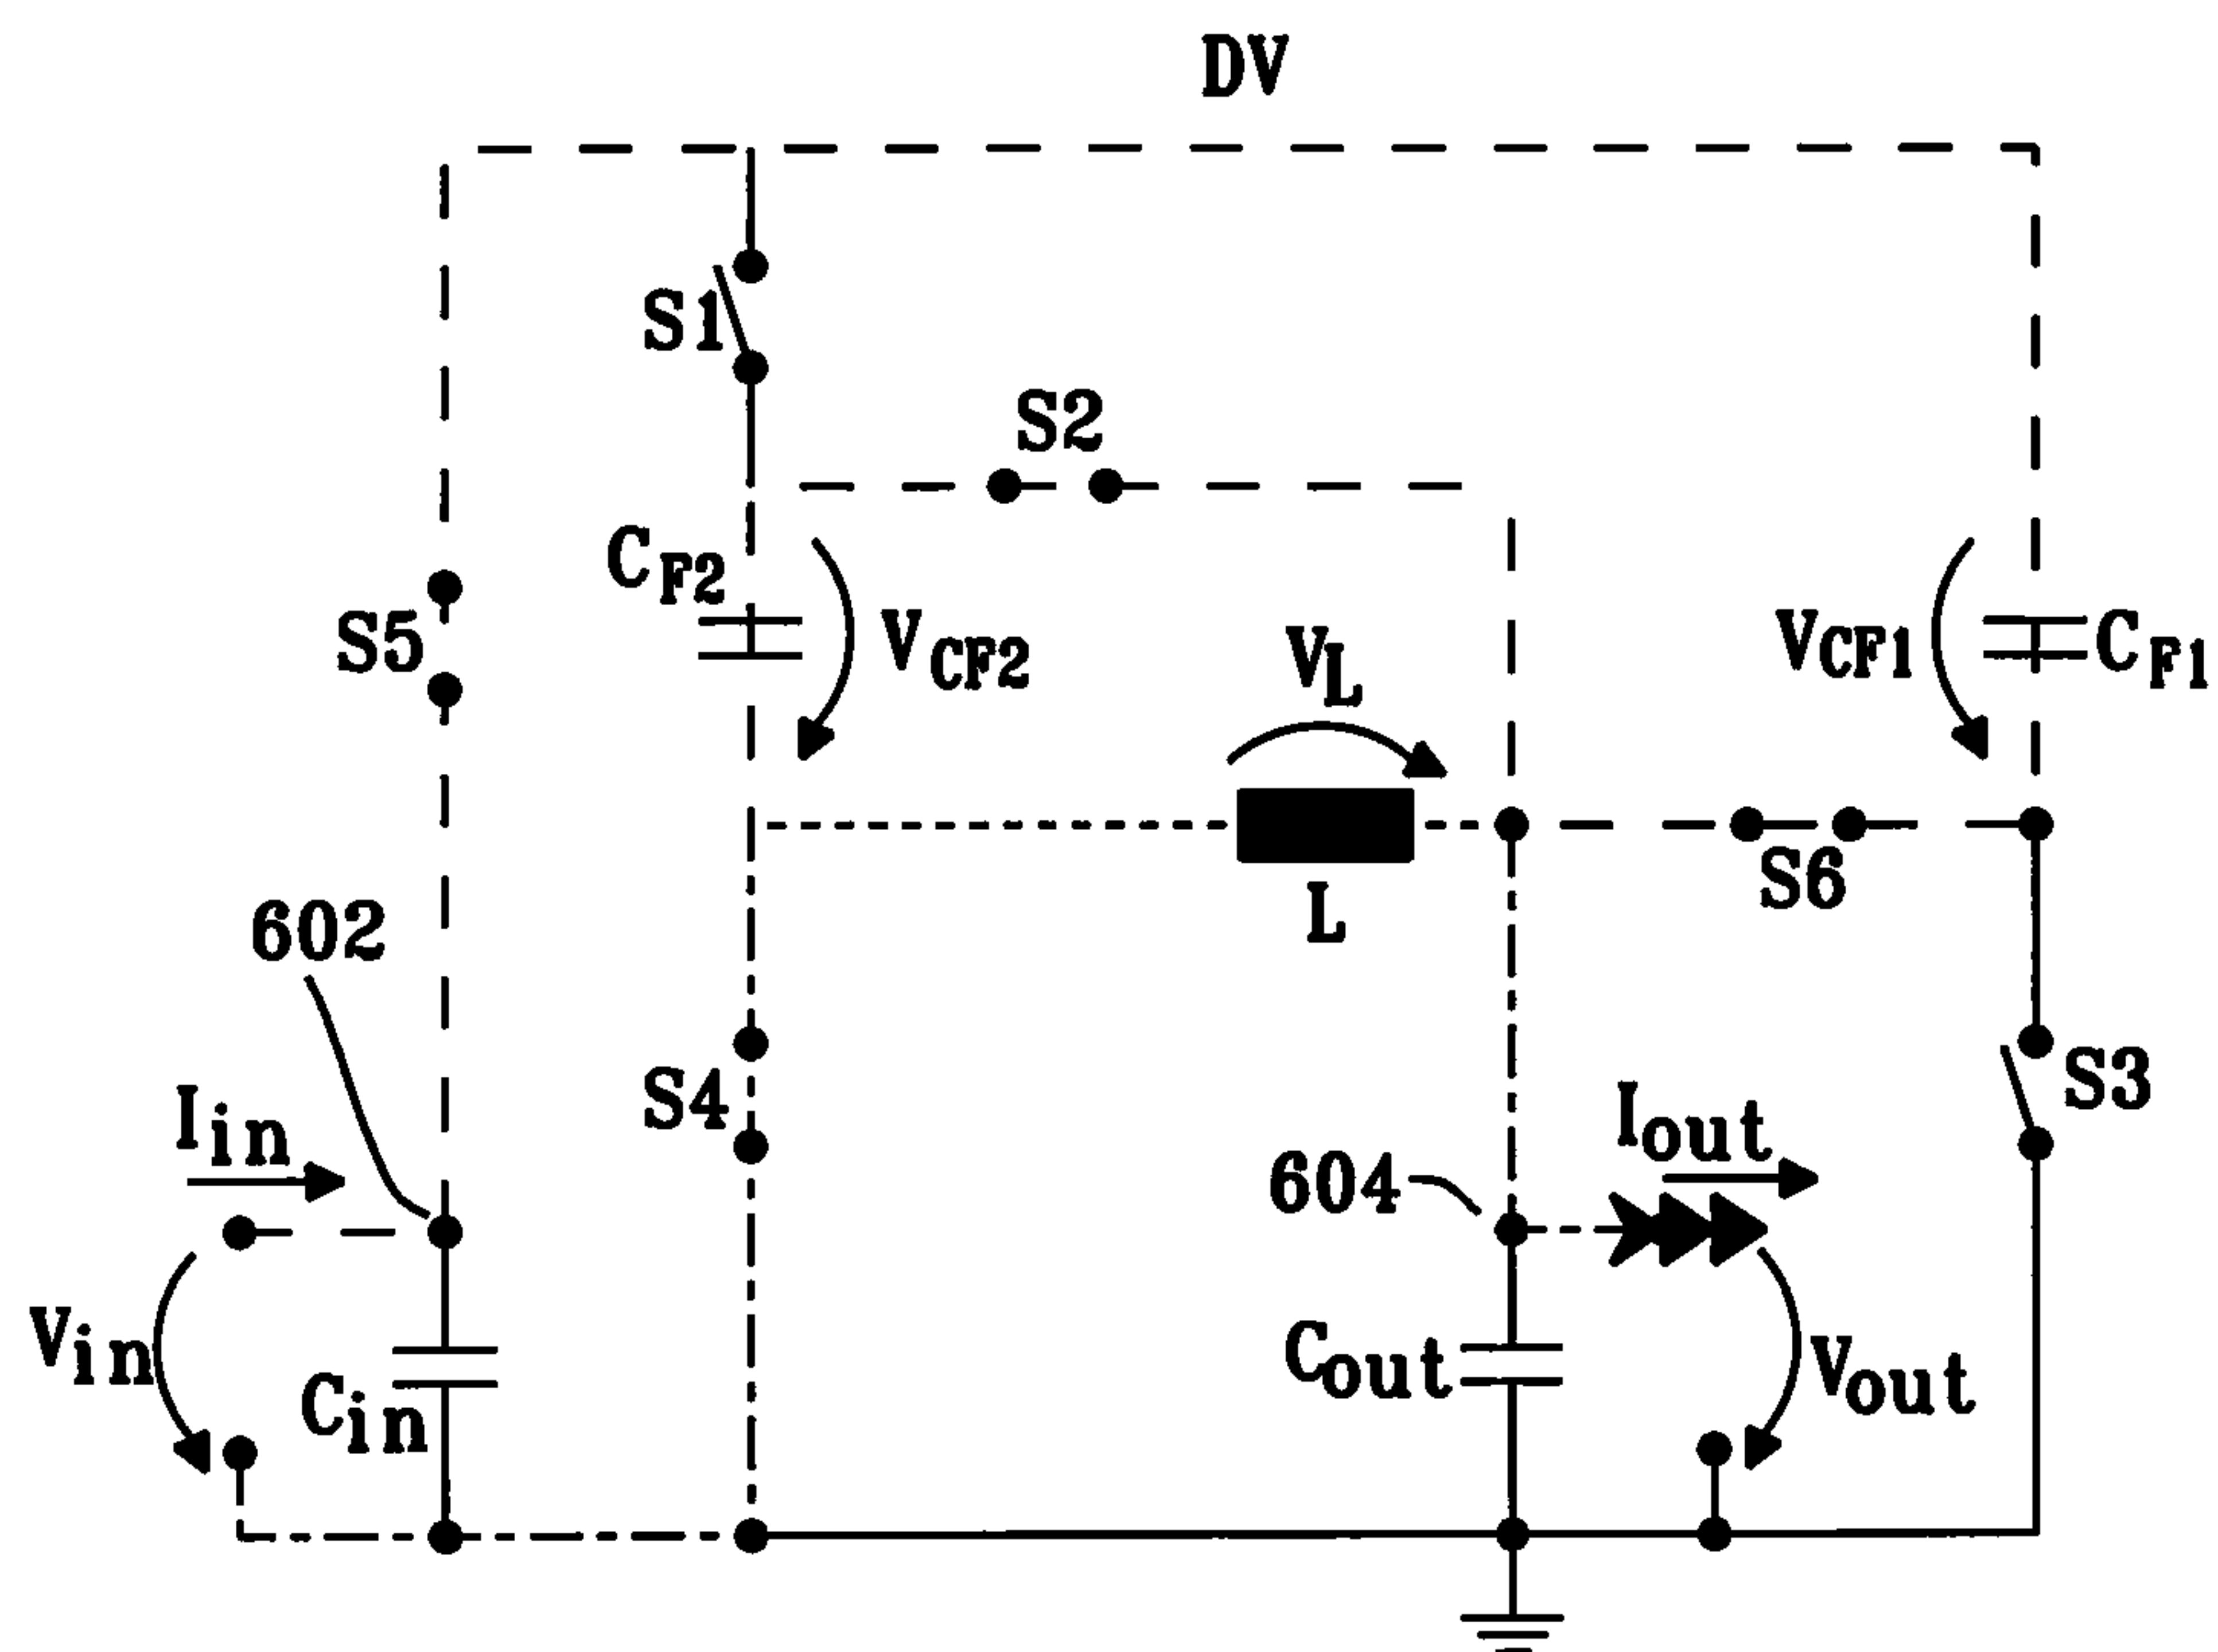 DV
S1
S2
CF2
VCF2
S5
VL
VCF1
CF1
L
S6
602
S4
Iin
604
Iout
S3
Vin
Cin
Cout
Vout